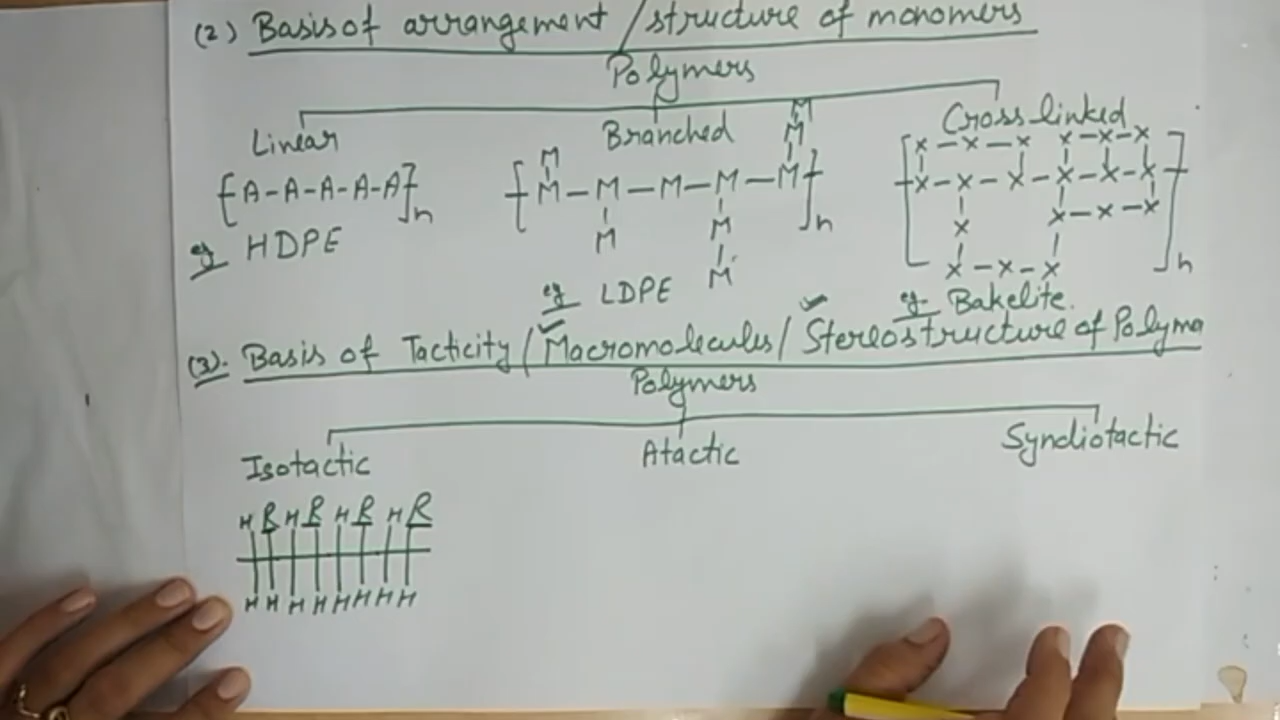 (2) Basis of arrangement / structure of monomers
Polymers
Linear Branched Cross linked
M M
M x - x - x x - x - x
[A-A-A-A-A]n [M-M-M-M-M]n [x-x-x-x-x-x]n
M M x x - x - x
M x - x - x
eg HDPE
eg LDPE eg. Bakelite.
(3). Basis of Tacticity / Macromolecules / Stereostructure of Polyme
Polymers
Isotactic Atactic Syndiotactic
H R H R H R H R
H H H H H H H H